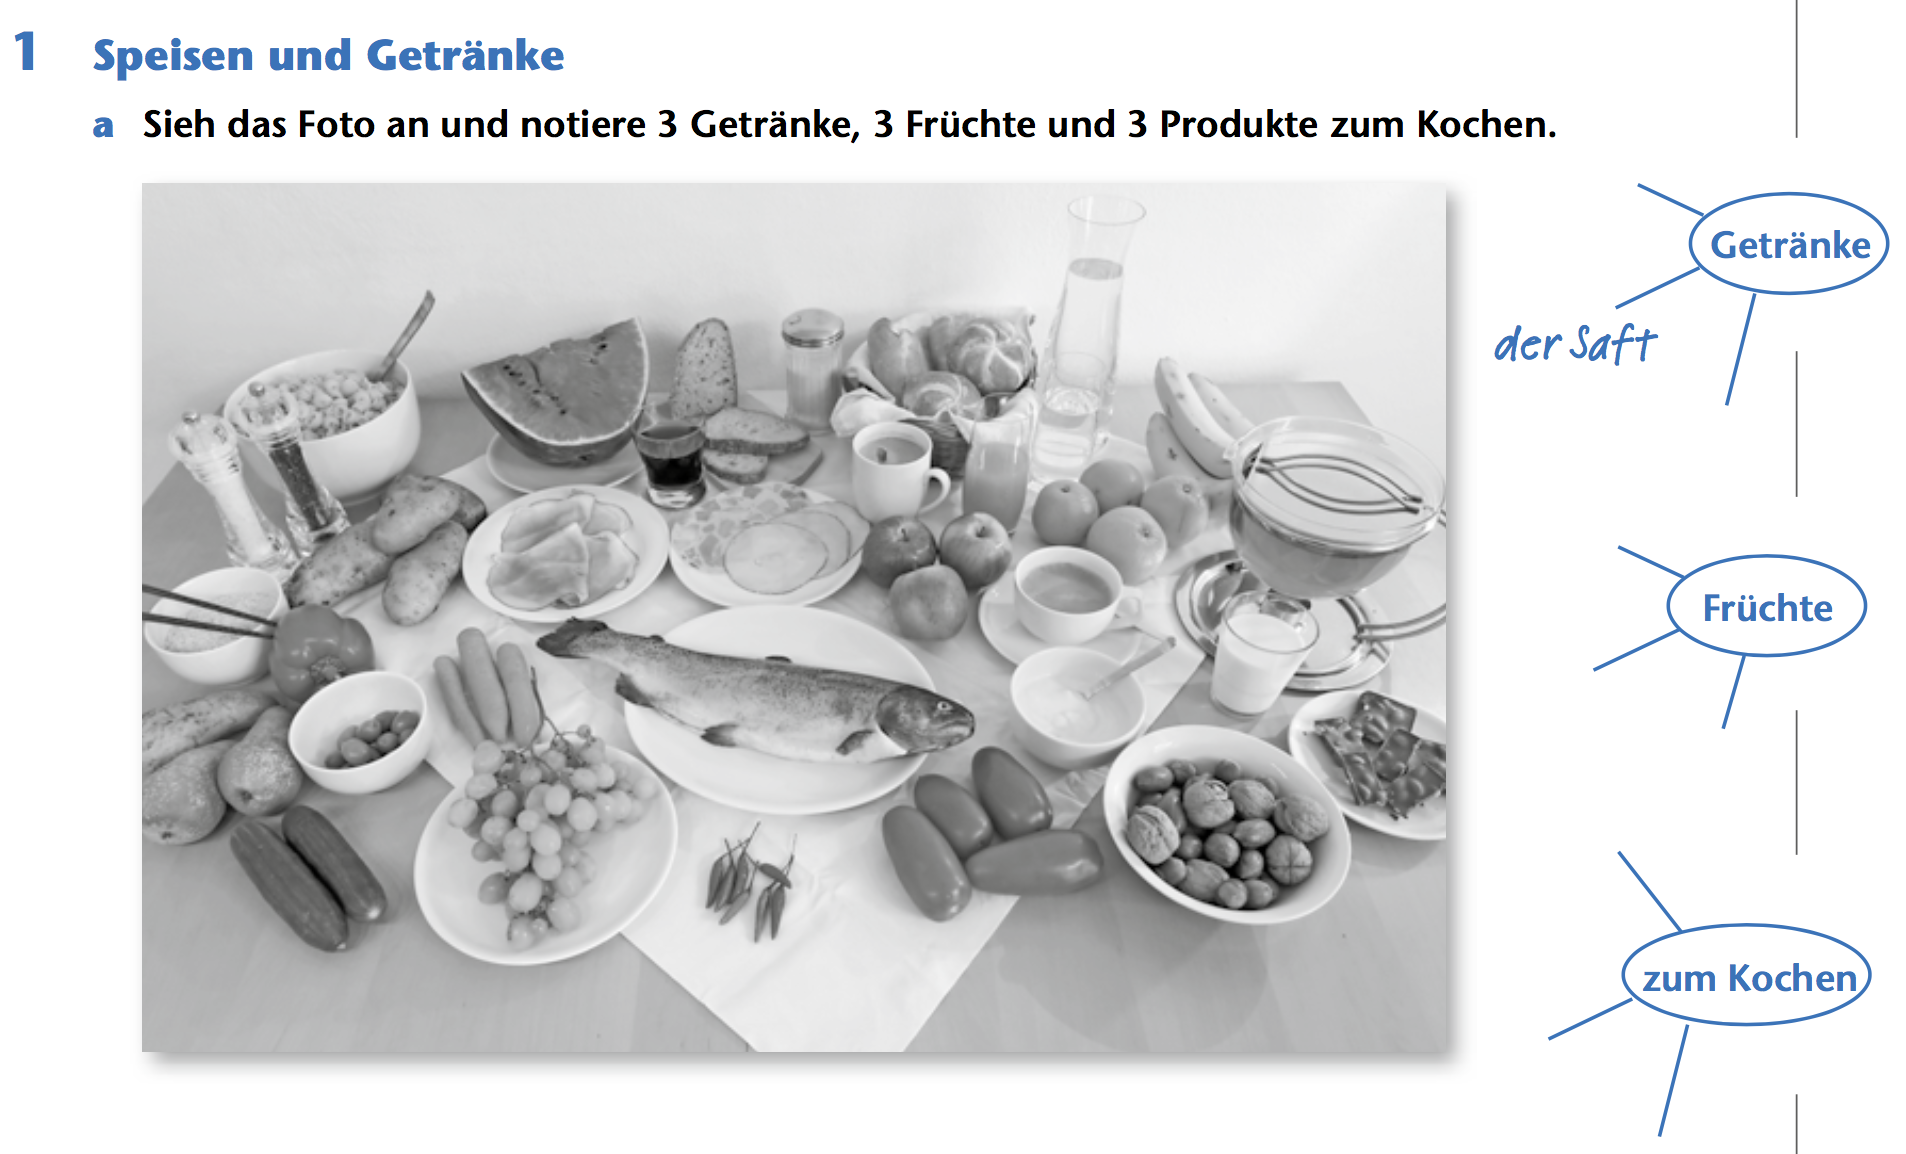 1 Speisen und Getränke
a Sieh das Foto an und notiere 3 Getränke, 3 Früchte und 3 Produkte zum Kochen.
Getränke
der Saft
Früchte
zum Kochen